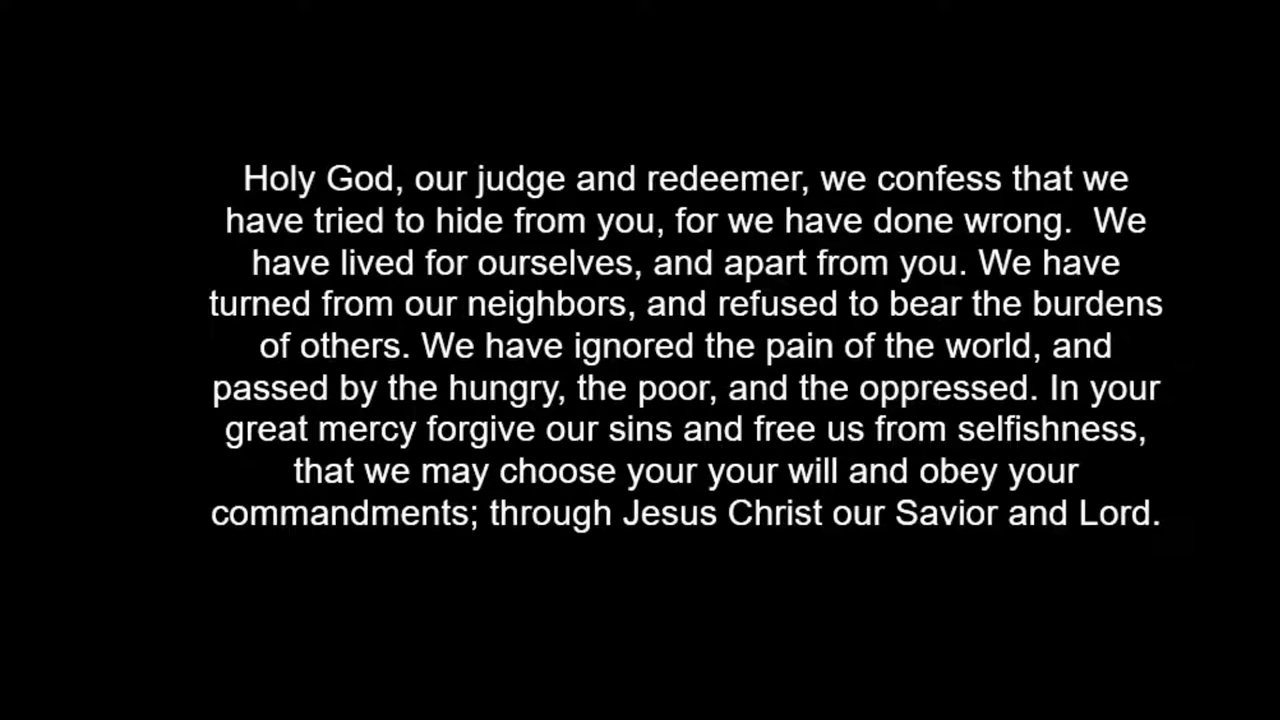 Holy God, our judge and redeemer, we confess that we
have tried to hide from you, for we have done wrong.  We
have lived for ourselves, and apart from you. We have
turned from our neighbors, and refused to bear the burdens
of others. We have ignored the pain of the world, and
passed by the hungry, the poor, and the oppressed. In your
great mercy forgive our sins and free us from selfishness,
that we may choose your your will and obey your
commandments; through Jesus Christ our Savior and Lord.